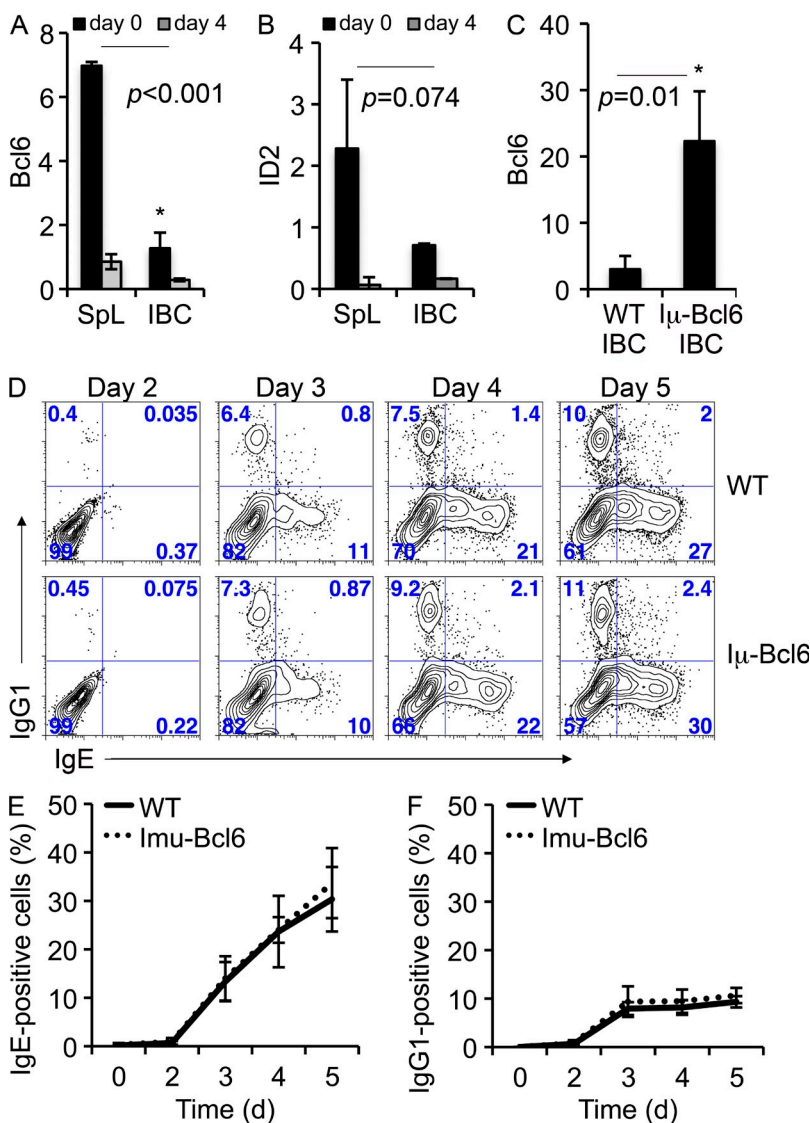 A
day 0 day 4
Bcl6
8
6
4
2
0
p<0.001
*
SpL IBC
B
day 0 day 4
ID2
4
3
2
1
0
p=0.074
SpL IBC
C
Bcl6
40
30
20
10
0
p=0.01
*
WT IBC
Iµ-Bcl6 IBC
D
Day 2 Day 3 Day 4 Day 5
0.4 0.035 6.4 0.8 7.5 1.4 10 2
WT
99 0.37 82 11 70 21 61 27
0.45 0.075 7.3 0.87 9.2 2.1 11 2.4
Iµ-Bcl6
99 0.22 82 10 66 22 57 30
IgG1
IgE
E
WT
Imu-Bcl6
IgE-positive cells (%)
50
40
30
20
10
0
0 2 3 4 5
Time (d)
F
WT
Imu-Bcl6
IgG1-positive cells (%)
50
40
30
20
10
0
0 2 3 4 5
Time (d)